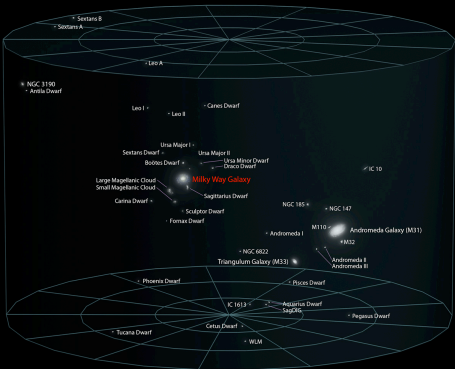 Sextans B
Sextans A
Leo A
NGC 3190
Antila Dwarf
Leo I
Leo II
Canes Dwarf
Ursa Major I
Ursa Major II
Sextans Dwarf
Ursa Minor Dwarf
Boötes Dwarf
Draco Dwarf
IC 10
Milky Way Galaxy
Large Magellanic Cloud
Small Magellanic Cloud
Sagittarius Dwarf
Carina Dwarf
NGC 185
NGC 147
Sculptor Dwarf
Fornax Dwarf
M110
Andromeda Galaxy (M31)
Andromeda I
M32
NGC 6822
Andromeda II
Triangulum Galaxy (M33)
Andromeda III
Phoenix Dwarf
Pisces Dwarf
IC 1613
Aquarius Dwarf
SagDIG
Pegasus Dwarf
Cetus Dwarf
Tucana Dwarf
WLM